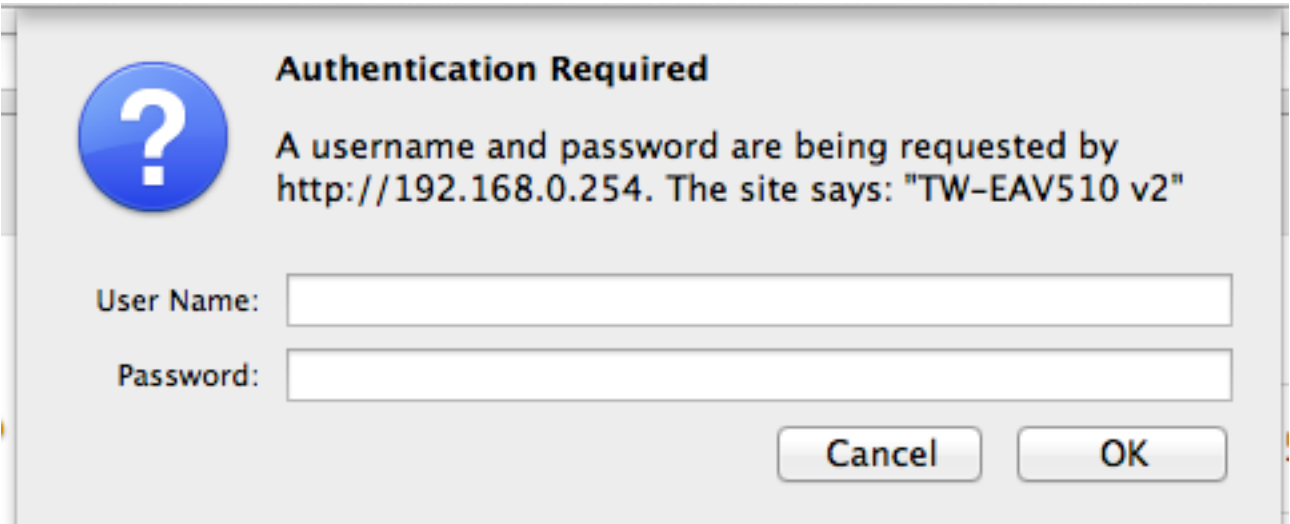 ?
Authentication Required
A username and password are being requested by
http://192.168.0.254. The site says: "TW-EAV510 v2"
User Name:
Password:
Cancel OK